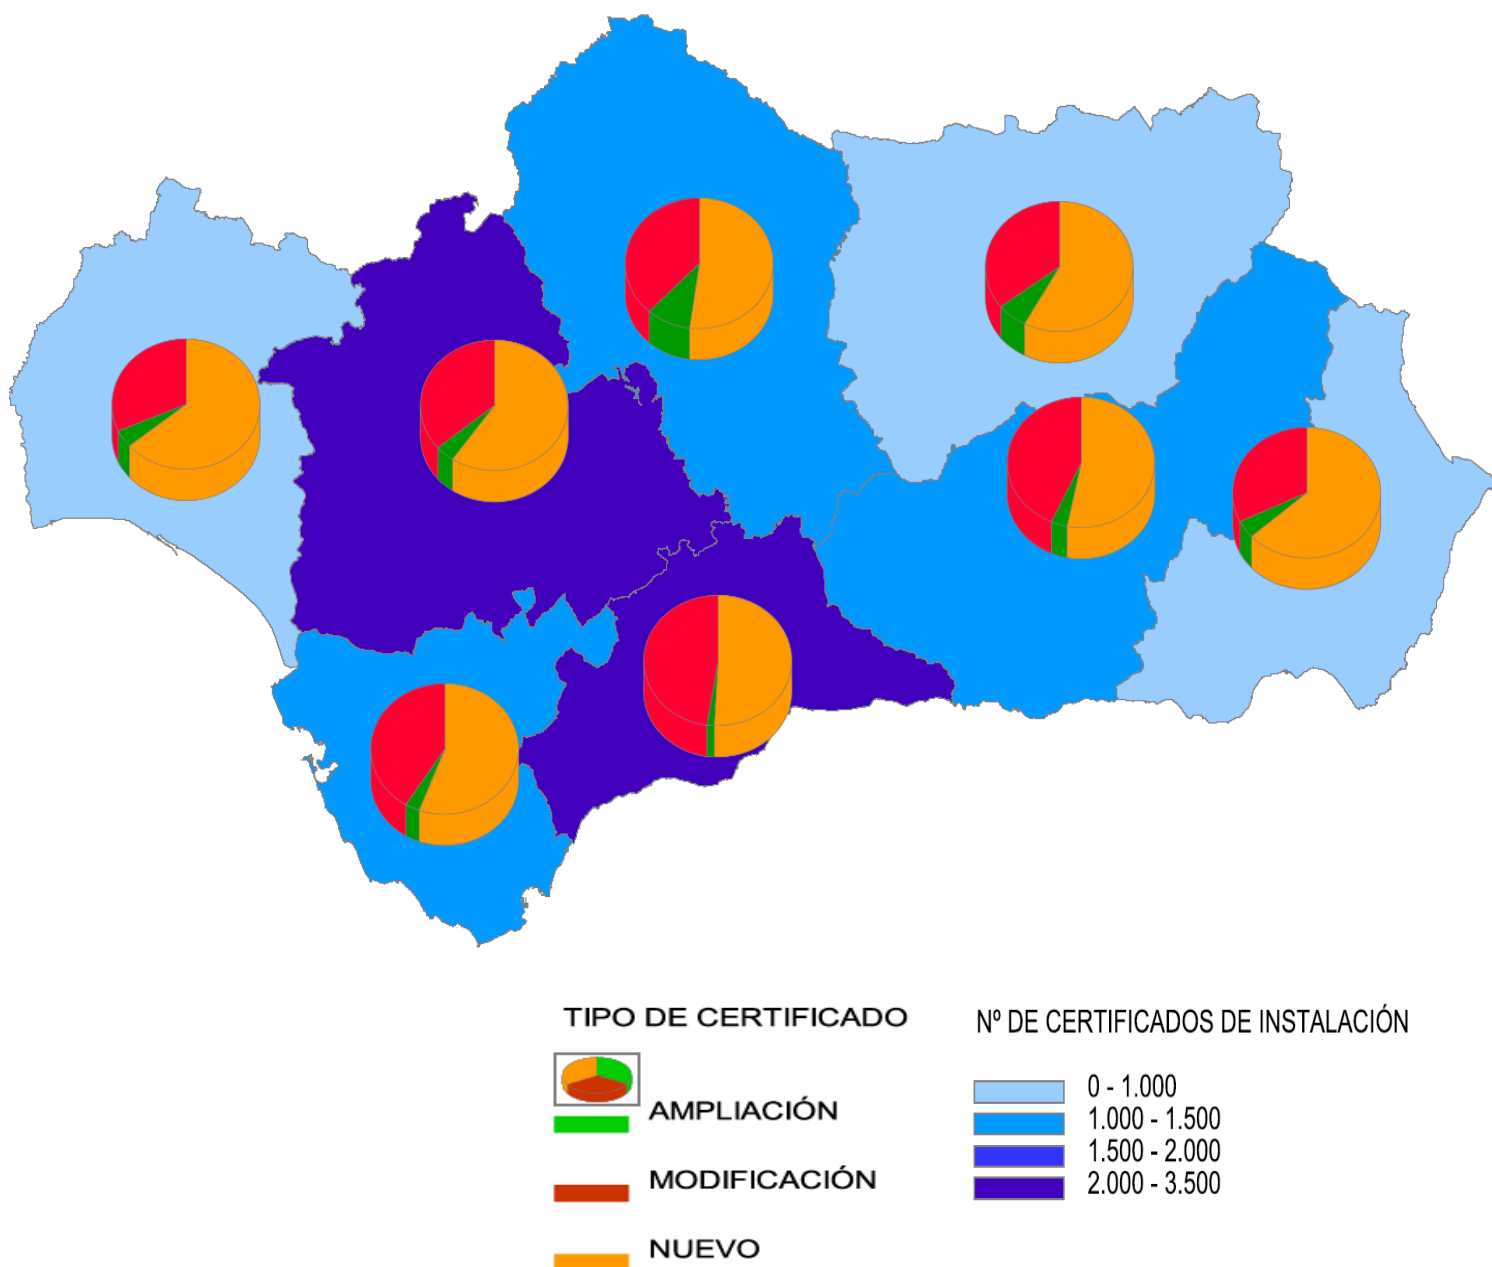 TIPO DE CERTIFICADO
AMPLIACIÓN
MODIFICACIÓN
NUEVO
Nº DE CERTIFICADOS DE INSTALACIÓN
0 - 1.000
1.000 - 1.500
1.500 - 2.000
2.000 - 3.500